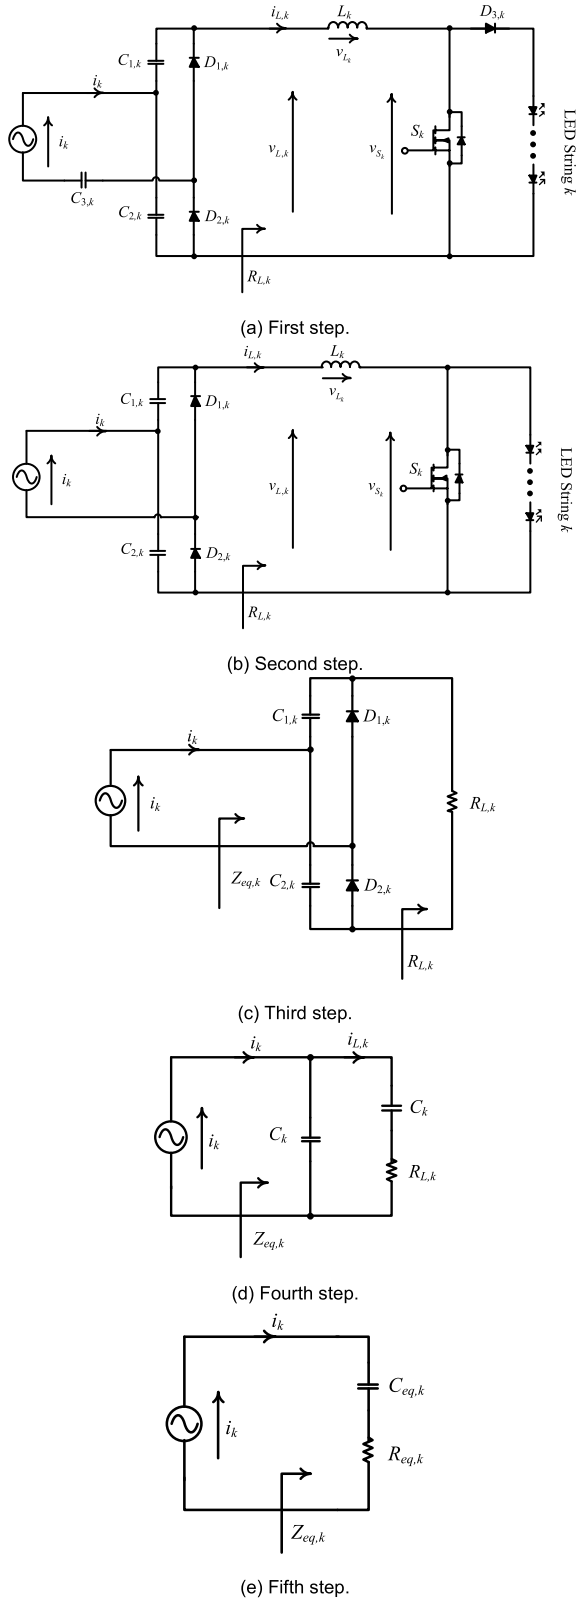 i_{L,k} L_k D_{3,k}
C_{1,k} D_{1,k} v_{L_k}
i_k
S_k
i_k v_{L,k} v_{S_k} LED String k
C_{3,k}
C_{2,k} D_{2,k}
R_{L,k}
(a) First step.
i_{L,k} L_k
C_{1,k} D_{1,k} v_{L_k}
i_k
S_k
i_k v_{L,k} v_{S_k} LED String k
C_{2,k} D_{2,k}
R_{L,k}
(b) Second step.
C_{1,k} D_{1,k}
i_k
i_k R_{L,k}
Z_{eq,k} C_{2,k} D_{2,k}
R_{L,k}
(c) Third step.
i_k i_{L,k}
C_k
i_k C_k
R_{L,k}
Z_{eq,k}
(d) Fourth step.
i_k
C_{eq,k}
i_k
R_{eq,k}
Z_{eq,k}
(e) Fifth step.